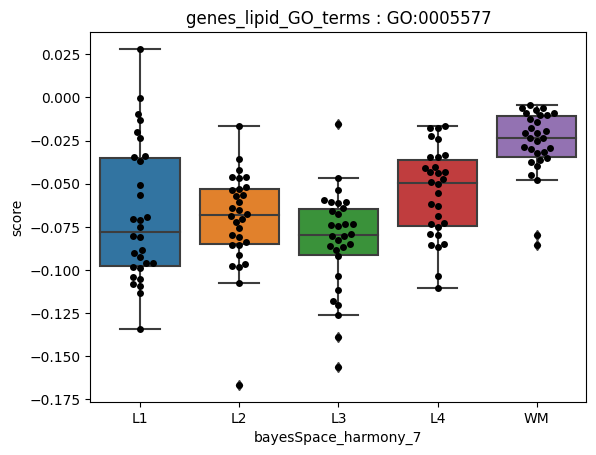 genes_lipid_GO_terms : GO:0005577
0.025
0.000
−0.025
−0.050
−0.075
−0.100
−0.125
−0.150
−0.175
score
L1 L2 L3 L4 WM
bayesSpace_harmony_7